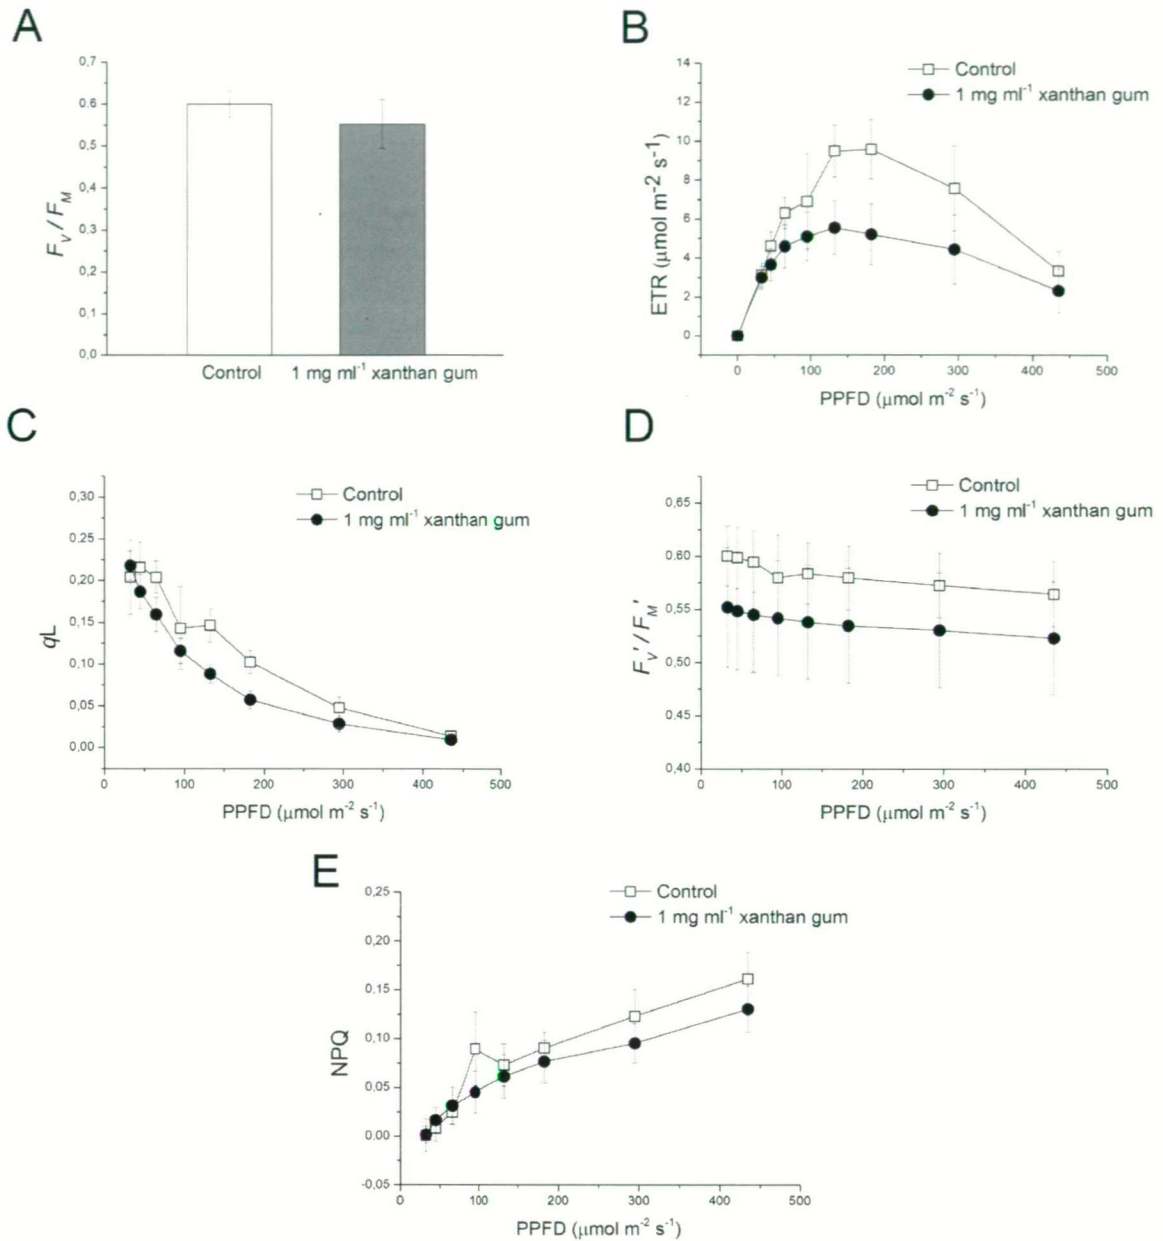 A
0,7
0,6
0,5
0,4
0,3
0,2
0,1
0,0
F_V / F_M
Control
1 mg ml⁻¹ xanthan gum
B
Control
1 mg ml⁻¹ xanthan gum
14
12
10
8
6
4
2
0
ETR (μmol m⁻² s⁻¹)
0 100 200 300 400 500
PPFD (μmol m⁻² s⁻¹)
C
Control
1 mg ml⁻¹ xanthan gum
0,30
0,25
0,20
0,15
0,10
0,05
0,00
qL
0 100 200 300 400 500
PPFD (μmol m⁻² s⁻¹)
D
Control
1 mg ml⁻¹ xanthan gum
0,65
0,60
0,55
0,50
0,45
0,40
F_V' / F_M'
0 100 200 300 400 500
PPFD (μmol m⁻² s⁻¹)
E
Control
1 mg ml⁻¹ xanthan gum
0,25
0,20
0,15
0,10
0,05
0,00
-0,05
NPQ
0 100 200 300 400 500
PPFD (μmol m⁻² s⁻¹)